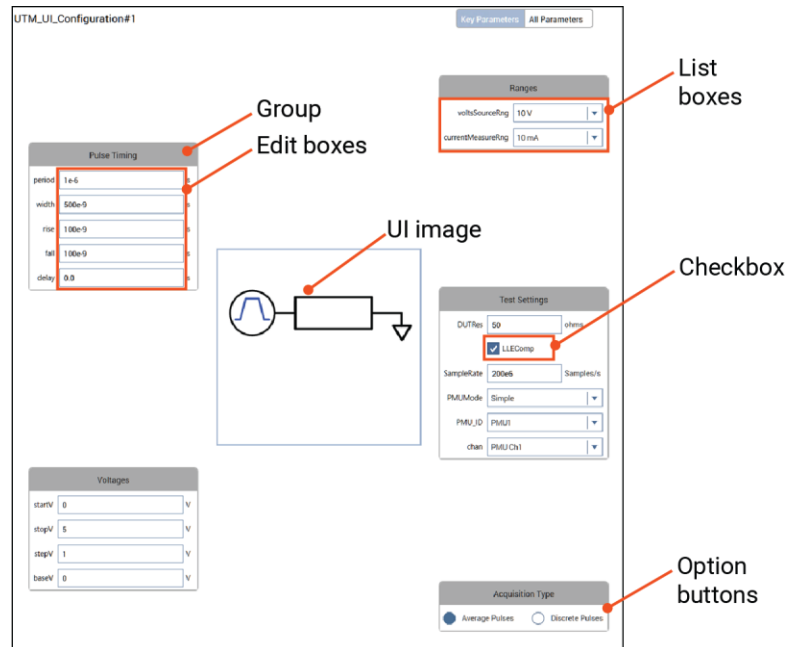 UTM_UI_Configuration#1
Key Parameters All Parameters
List
boxes
Ranges
voltsSourceRng 10 V
currentMeasureRng 10 mA
Group
Edit boxes
Pulse Timing
period 1e-6 s
width 500e-9 s
rise 100e-9 s
fall 100e-9 s
delay 0.0 s
UI image
Checkbox
Test Settings
DUTRes 50 ohms
LLEComp
SampleRate 200e6 Samples/s
PMUMode Simple
PMU_ID PMU1
chan PMU Ch1
Voltages
startV 0 V
stopV 5 V
stepV 1 V
baseV 0 V
Option
buttons
Acquisition Type
Average Pulses Discrete Pulses